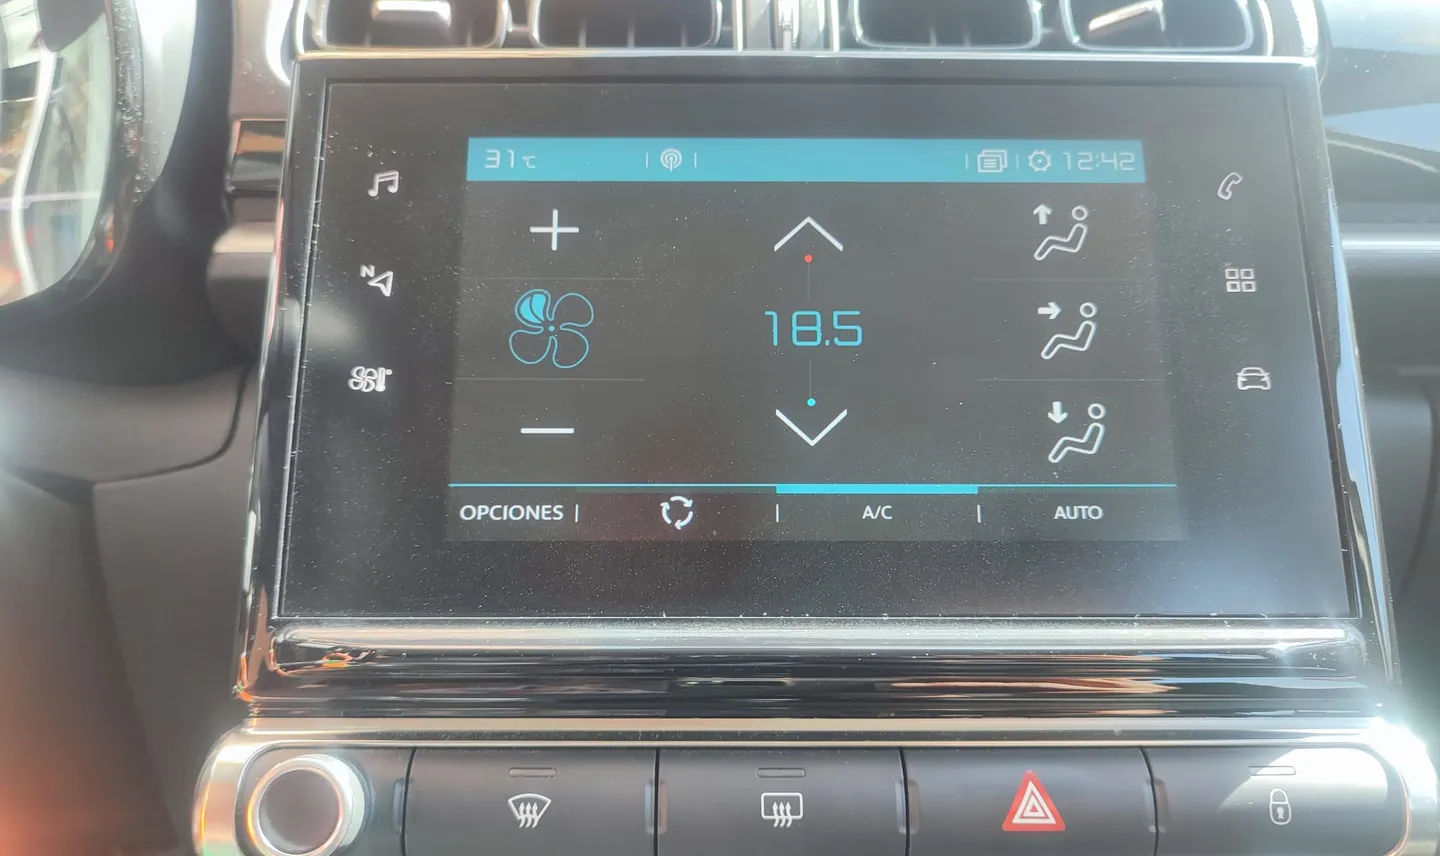 31°C 12:42
N
18.5
OPCIONES | | A/C | AUTO